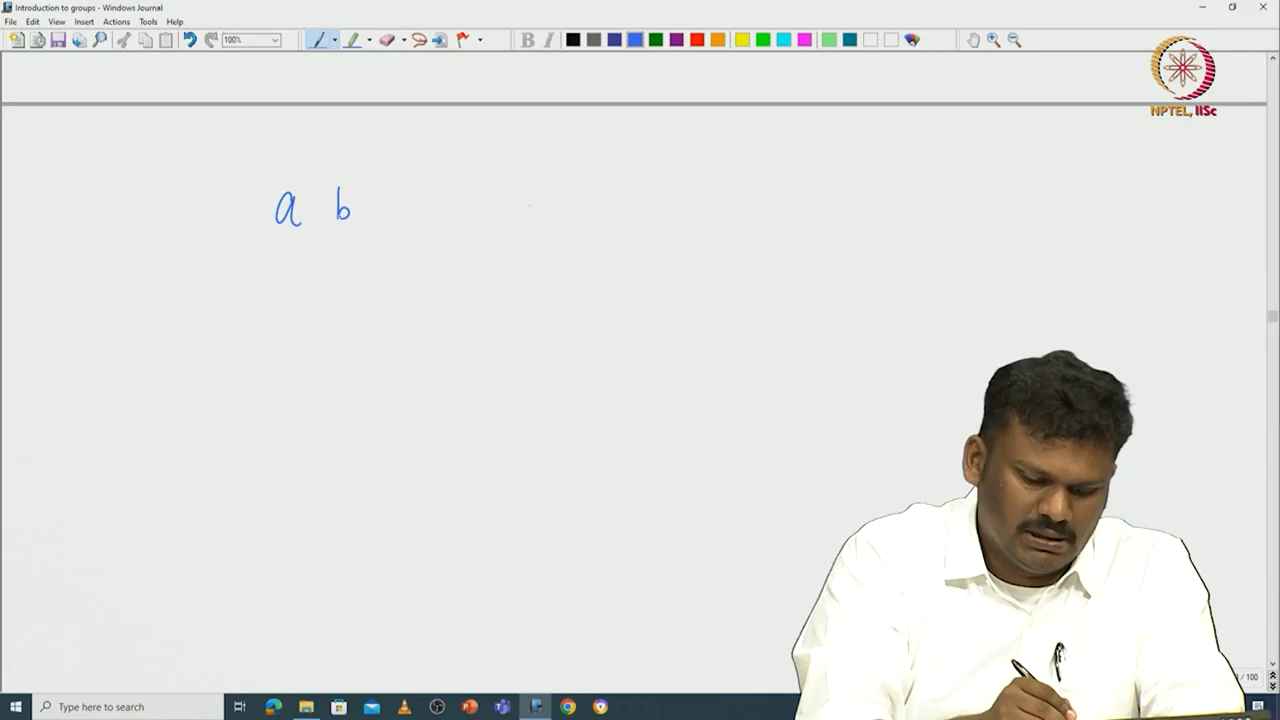 Introduction to groups - Windows Journal
File Edit View Insert Actions Tools Help
100%
B I
NPTEL, IISc
a b
/ 100
Type here to search